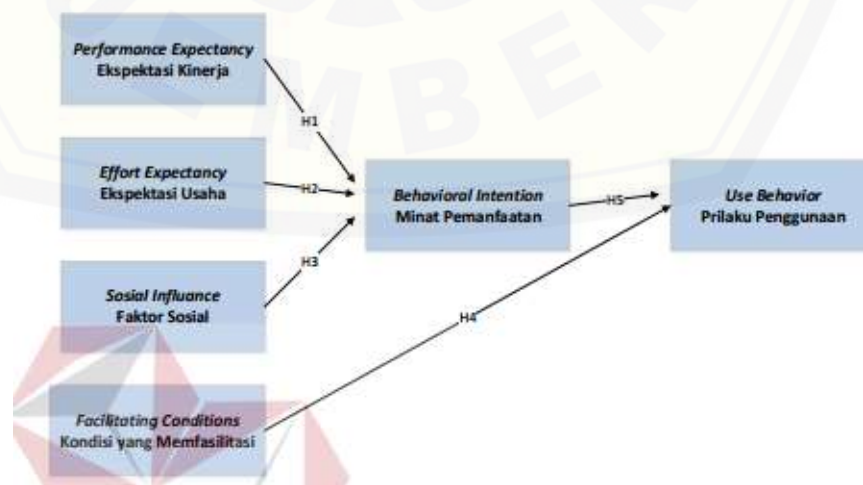 Performance Expectancy
Ekspektasi Kinerja
H1
Effort Expectancy
Ekspektasi Usaha
H2
Behavioral Intention
Minat Pemanfaatan
H5
Use Behavior
Prilaku Penggunaan
H3
Sosial Influance
Faktor Sosial
H4
Facilitating Conditions
Kondisi yang Memfasilitasi